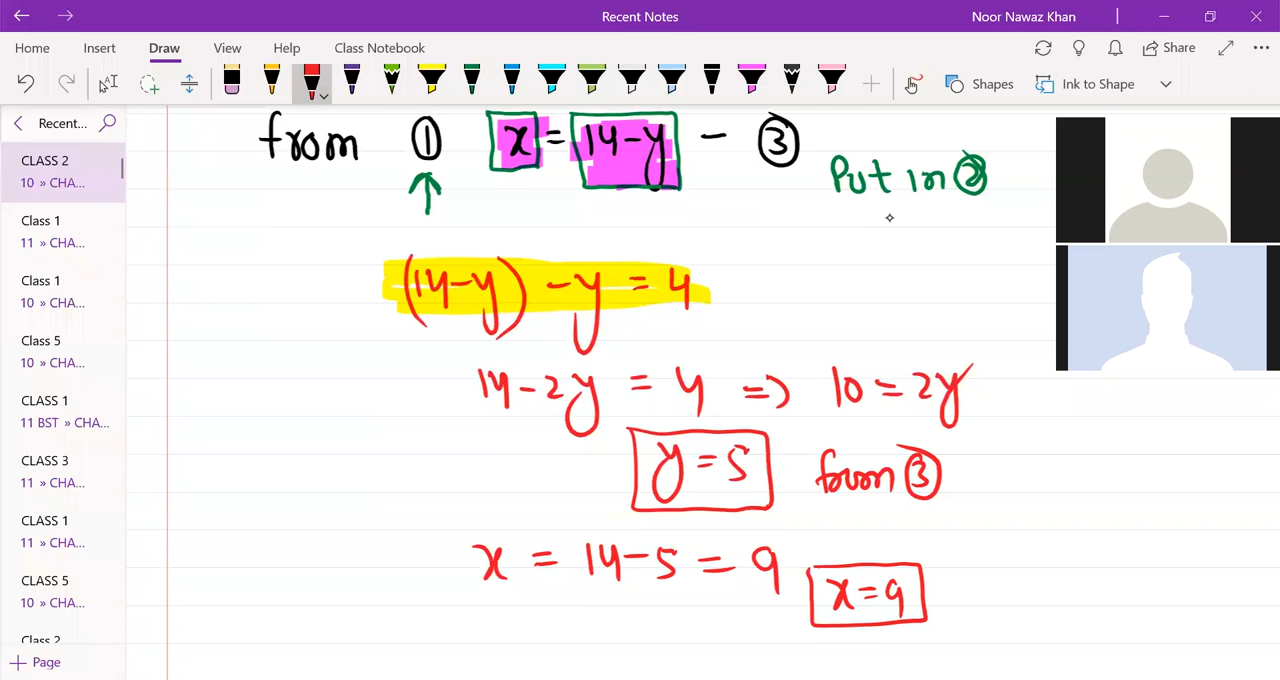 Recent Notes
Noor Nawaz Khan
Home Insert Draw View Help Class Notebook
Share
Shapes
Ink to Shape
Recent...
CLASS 2
10 » CHA...
Class 1
11 » CHA...
Class 1
10 » CHA...
Class 5
10 » CHA...
CLASS 1
11 BST » CHA...
CLASS 3
11 » CHA...
CLASS 1
11 » CHA...
CLASS 5
10 » CHA...
Class 2
+ Page
from ① x = 14-y - ③
Put in ②
(14-y) -y = 4
14-2y = 4 => 10 = 2y
y = 5 from ③
x = 14-5 = 9
x = 9